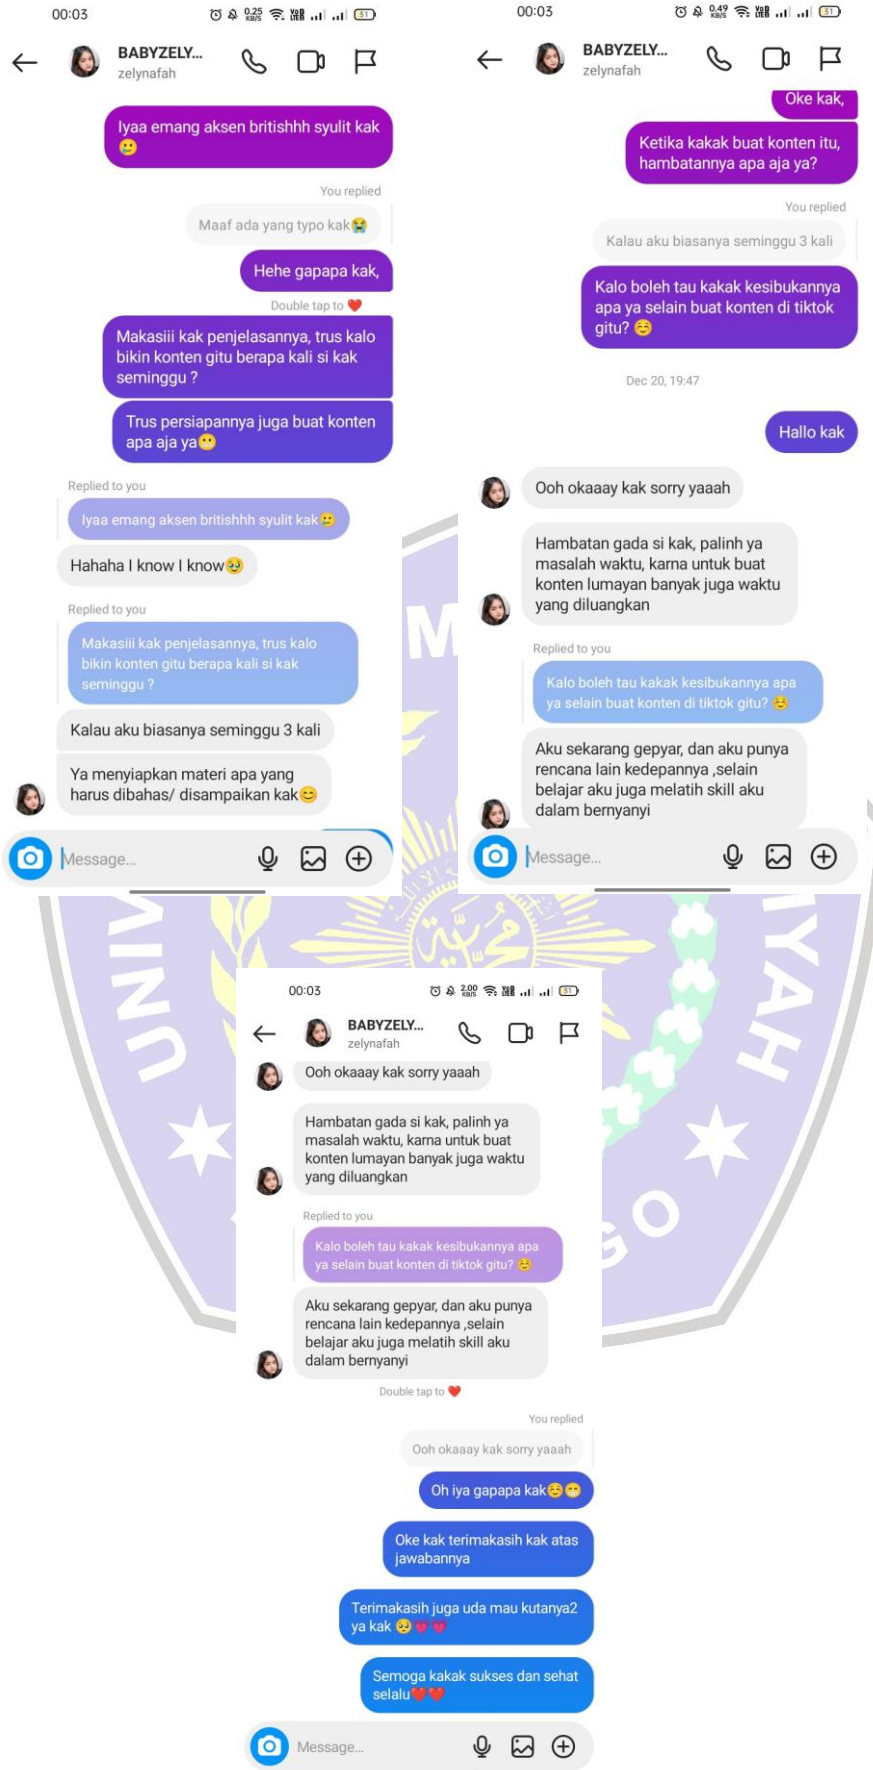 00:03
0.25 KB/S
31
BABYZELY...
zelynafah
Iyaa emang aksen britishhh syulit kak
🥲
You replied
Maaf ada yang typo kak😭
Hehe gapapa kak,
Double tap to ❤️
Makasiii kak penjelasannya, trus kalo
bikin konten gitu berapa kali si kak
seminggu ?
Trus persiapannya juga buat konten
apa aja ya😬
Replied to you
Iyaa emang aksen britishhh syulit kak🥲
Hahaha I know I know🥹
Replied to you
Makasiii kak penjelasannya, trus kalo
bikin konten gitu berapa kali si kak
seminggu ?
Kalau aku biasanya seminggu 3 kali
Ya menyiapkan materi apa yang
harus dibahas/ disampaikan kak😊
Message...
00:03
0.49 KB/S
31
BABYZELY...
zelynafah
Oke kak,
Ketika kakak buat konten itu,
hambatannya apa aja ya?
You replied
Kalau aku biasanya seminggu 3 kali
Kalo boleh tau kakak kesibukannya
apa ya selain buat konten di tiktok
gitu? ☺️
Dec 20, 19:47
Hallo kak
Ooh okaaay kak sorry yaaah
Hambatan gada si kak, palinh ya
masalah waktu, karna untuk buat
konten lumayan banyak juga waktu
yang diluangkan
Replied to you
Kalo boleh tau kakak kesibukannya apa
ya selain buat konten di tiktok gitu? ☺️
Aku sekarang gepyar, dan aku punya
rencana lain kedepannya ,selain
belajar aku juga melatih skill aku
dalam bernyanyi
Message...
00:03
2.00 KB/S
31
BABYZELY...
zelynafah
Ooh okaaay kak sorry yaaah
Hambatan gada si kak, palinh ya
masalah waktu, karna untuk buat
konten lumayan banyak juga waktu
yang diluangkan
Replied to you
Kalo boleh tau kakak kesibukannya apa
ya selain buat konten di tiktok gitu? ☺️
Aku sekarang gepyar, dan aku punya
rencana lain kedepannya ,selain
belajar aku juga melatih skill aku
dalam bernyanyi
Double tap to ❤️
You replied
Ooh okaaay kak sorry yaaah
Oh iya gapapa kak☺️😁
Oke kak terimakasih kak atas
jawabannya
Terimakasih juga uda mau kutanya2
ya kak 🥺💗💗
Semoga kakak sukses dan sehat
selalu❤️❤️
Message...